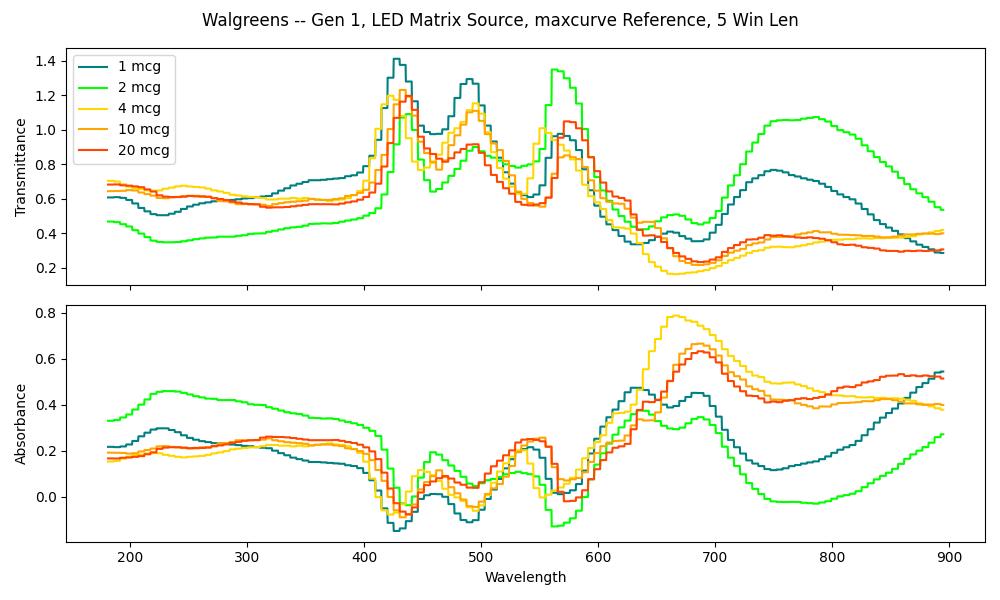 Walgreens -- Gen 1, LED Matrix Source, maxcurve Reference, 5 Win Len
1 mcg
2 mcg
4 mcg
10 mcg
20 mcg
Transmittance
1.4
1.2
1.0
0.8
0.6
0.4
0.2
Absorbance
0.8
0.6
0.4
0.2
0.0
200 300 400 500 600 700 800 900
Wavelength